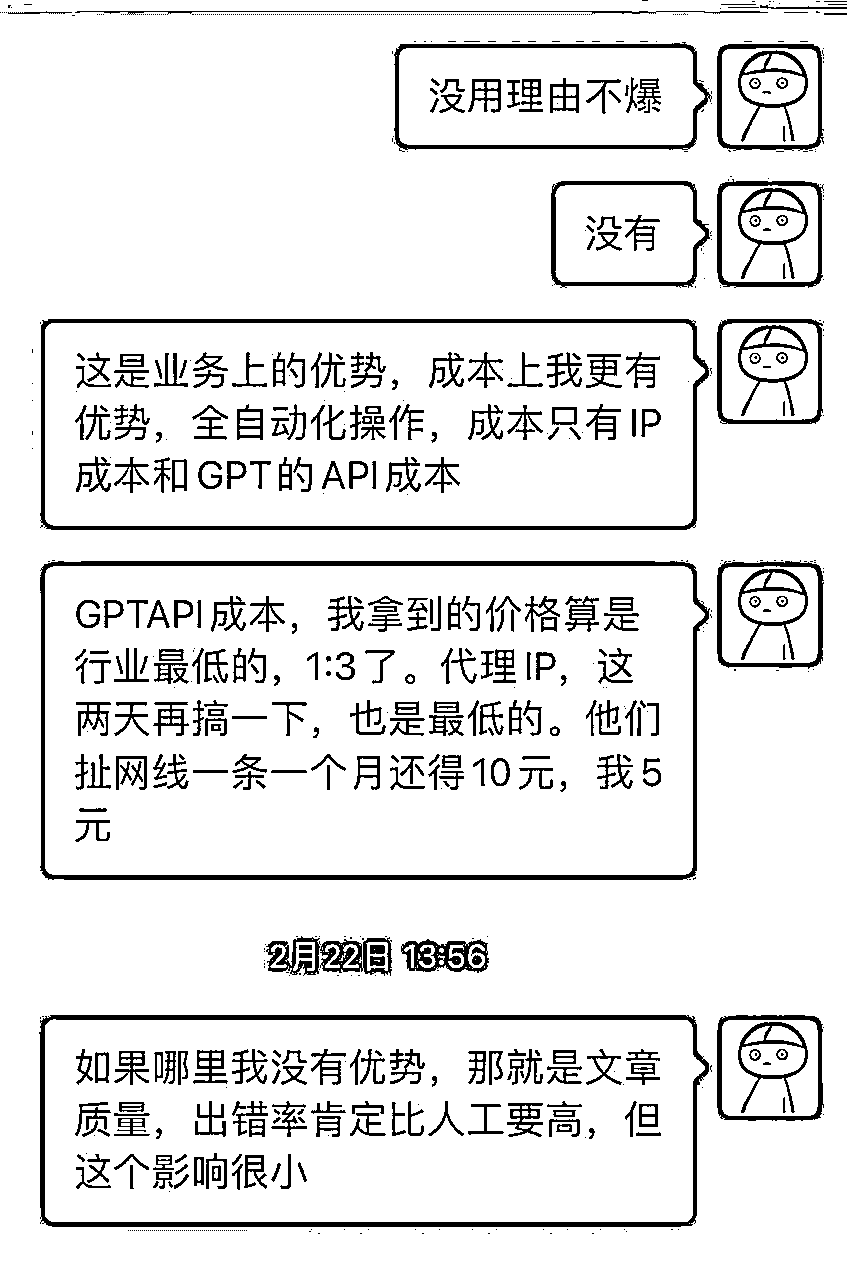 没用理由不爆
没有
这是业务上的优势，成本上我更有
优势，全自动化操作，成本只有IP
成本和GPT的API成本
GPTAPI成本，我拿到的价格算是
行业最低的，1:3了。代理IP，这
两天再搞一下，也是最低的。他们
扯网线一条一个月还得10元，我5
元
2月22日 13:56
如果哪里我没有优势，那就是文章
质量，出错率肯定比人工要高，但
这个影响很小